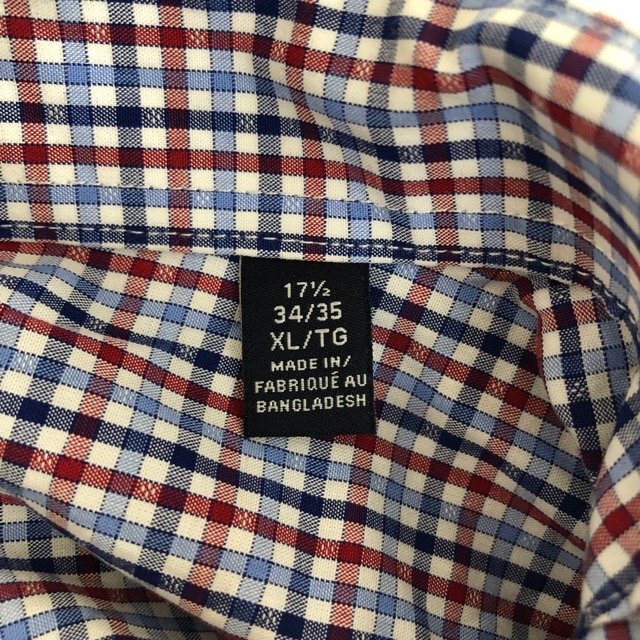 17½
34/35
XL/TG
MADE IN/
FABRIQUÉ AU
BANGLADESH